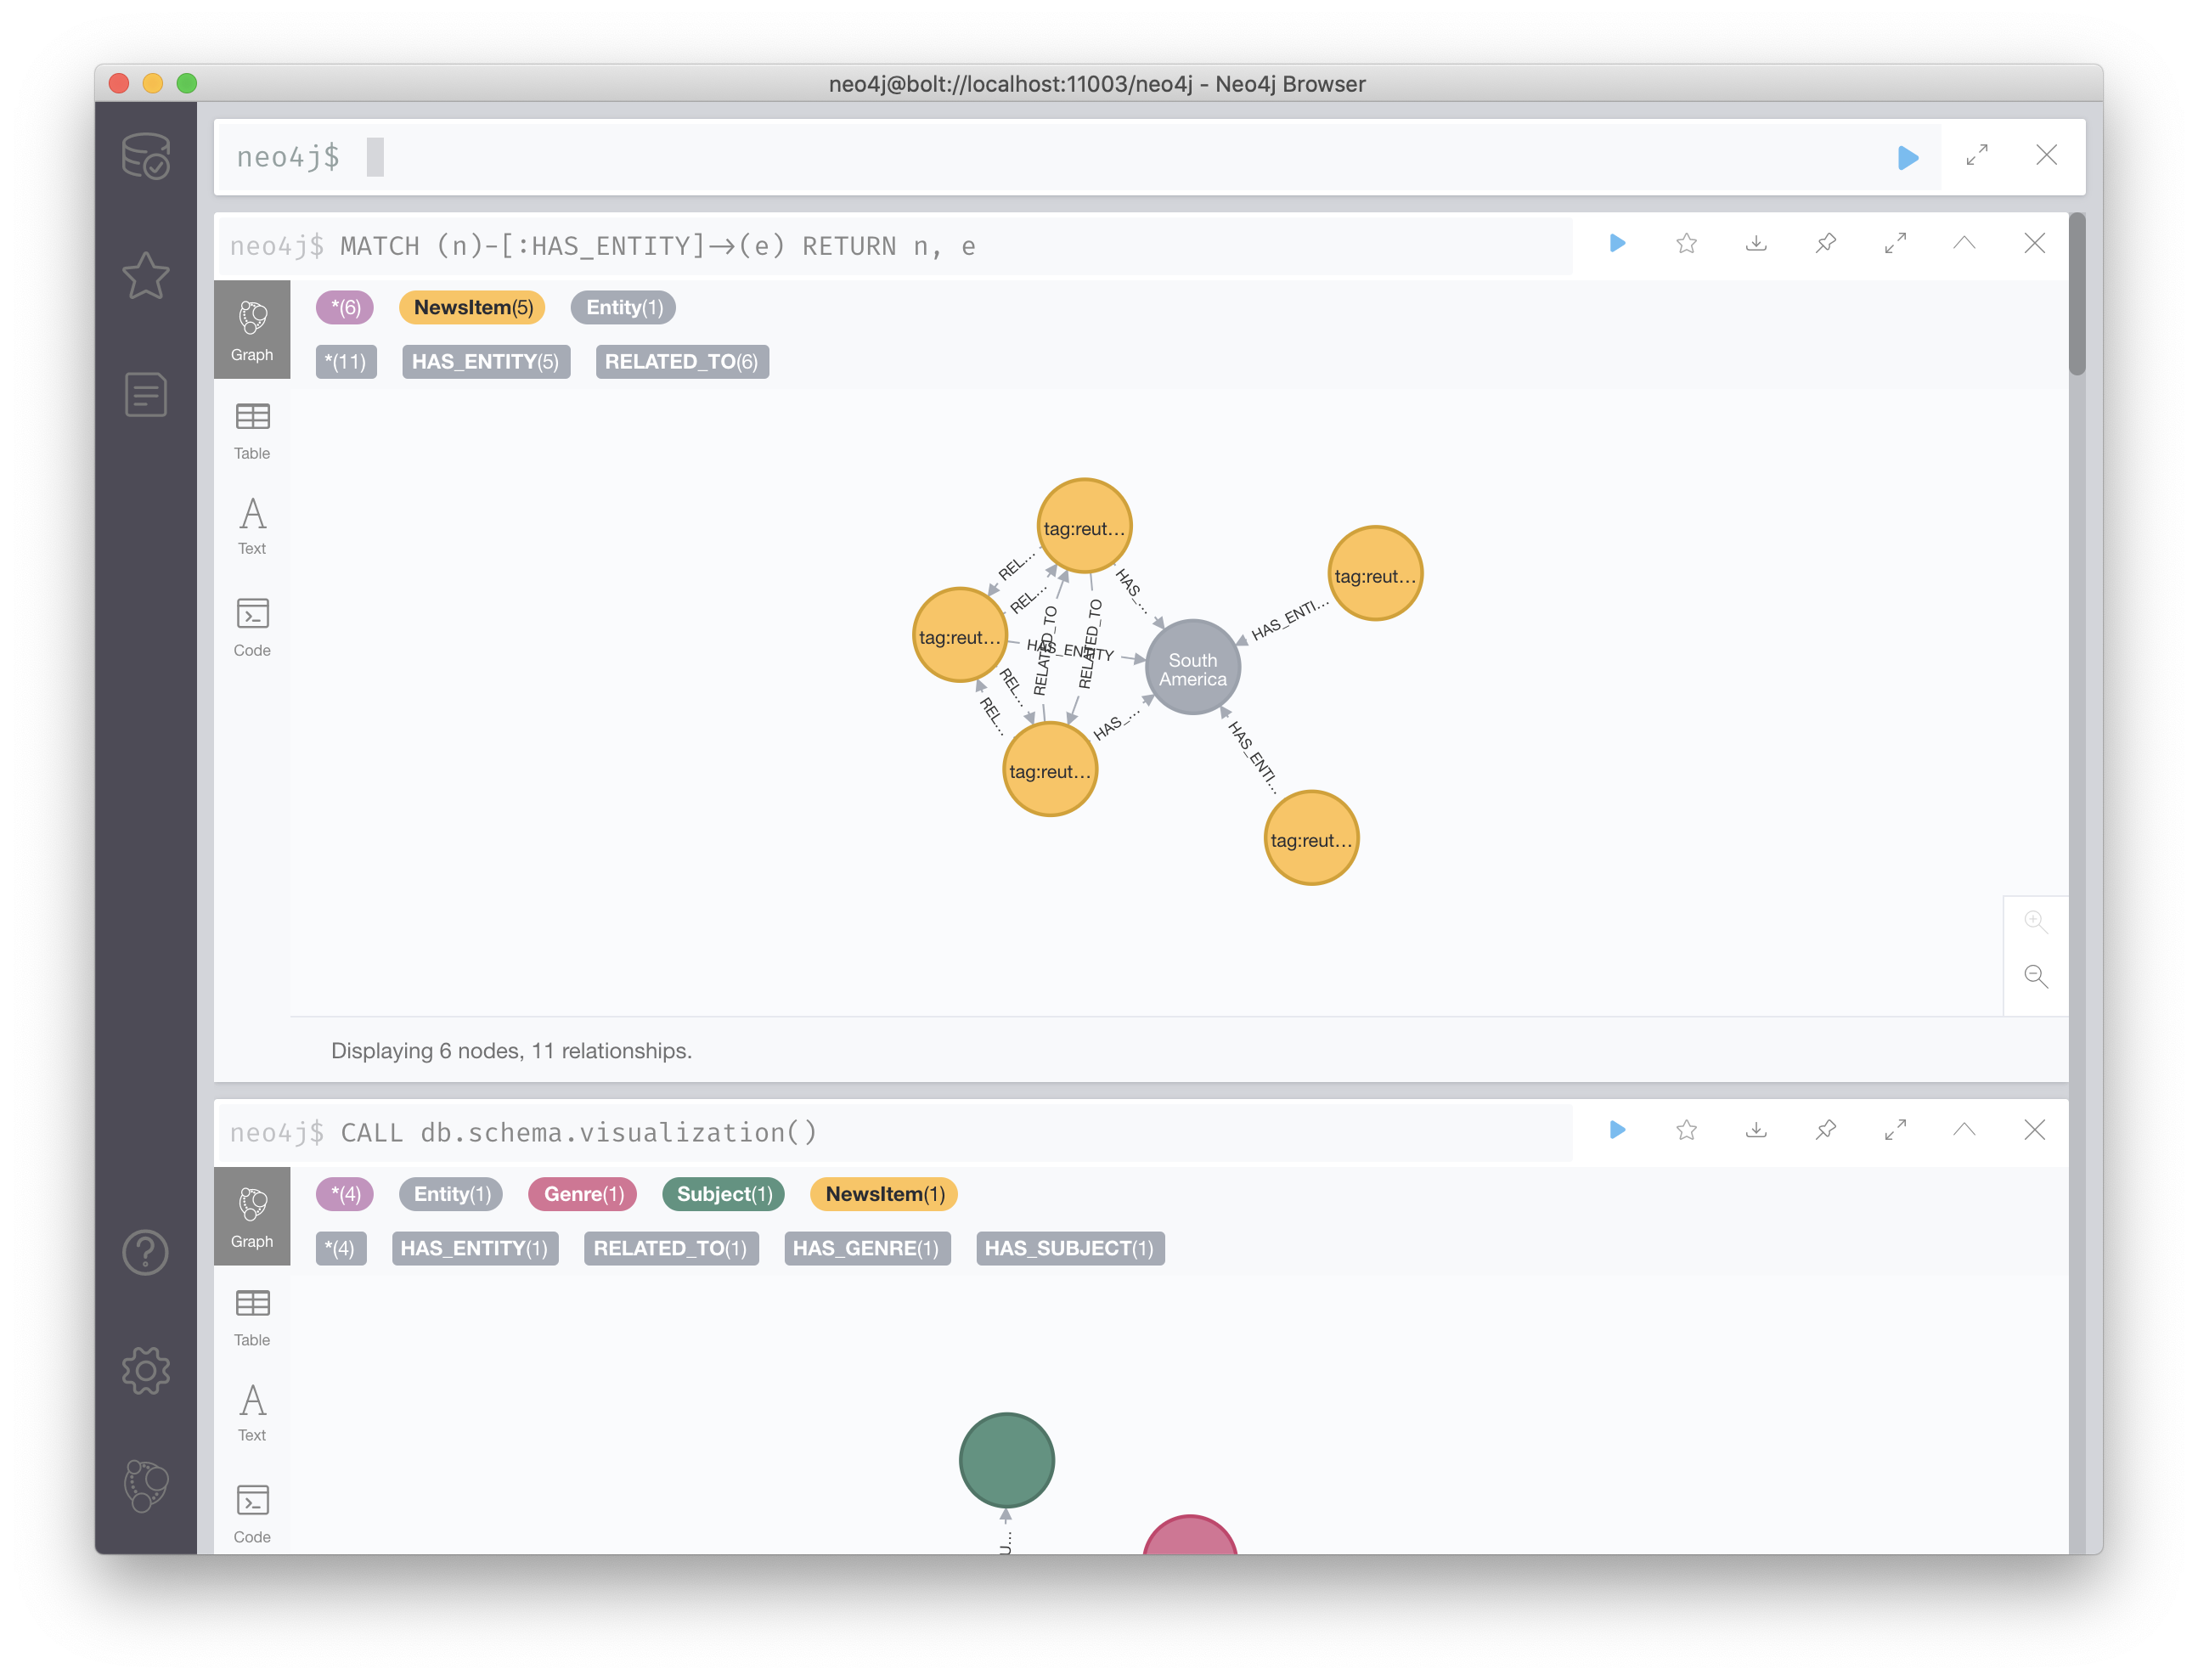 neo4j@bolt://localhost:11003/neo4j - Neo4j Browser
neo4j$
neo4j$ MATCH (n)-[:HAS_ENTITY]→(e) RETURN n, e
*(6) NewsItem(5) Entity(1)
*(11) HAS_ENTITY(5) RELATED_TO(6)
Graph
Table
Text
Code
tag:reut...
tag:reut...
tag:reut...
tag:reut...
tag:reut...
South
America
REL...
REL...
RELATED_TO
RELATED_TO
HAS_...
HAS_ENTITY
HAS_ENTI...
REL...
REL...
HAS_...
HAS_ENTI...
Displaying 6 nodes, 11 relationships.
neo4j$ CALL db.schema.visualization()
*(4) Entity(1) Genre(1) Subject(1) NewsItem(1)
*(4) HAS_ENTITY(1) RELATED_TO(1) HAS_GENRE(1) HAS_SUBJECT(1)
Graph
Table
Text
Code
U...